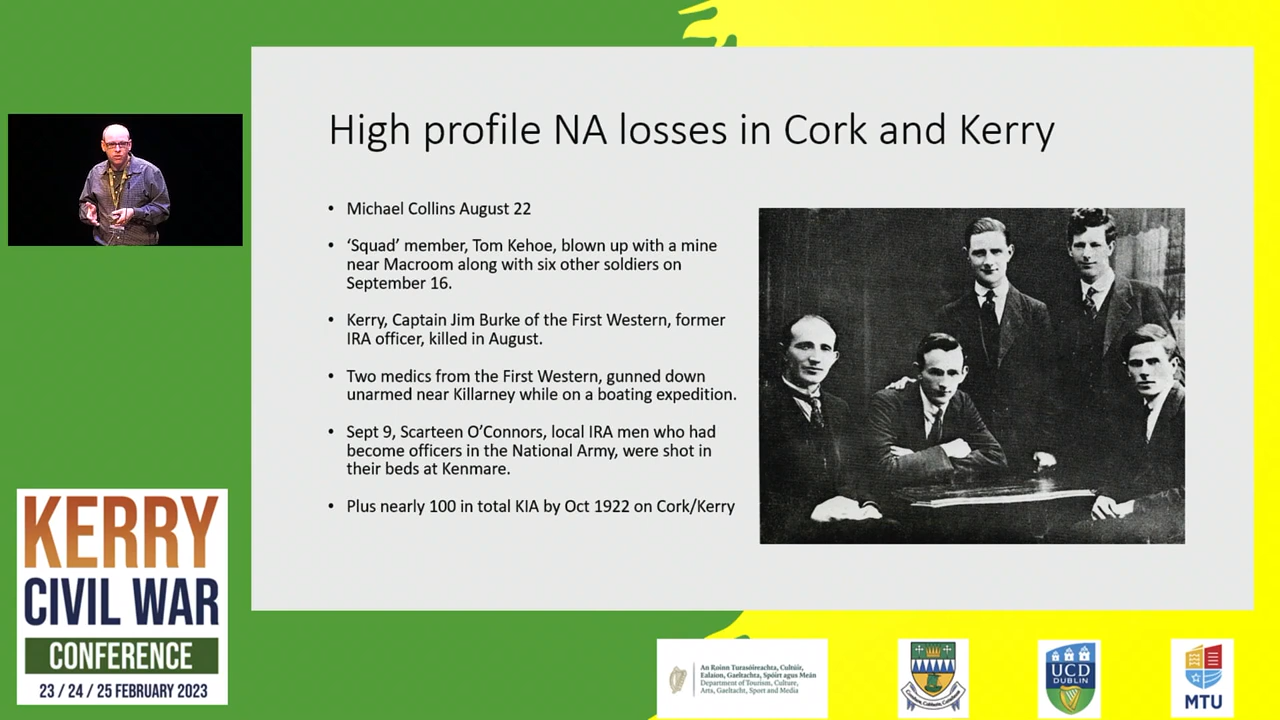 High profile NA losses in Cork and Kerry
• Michael Collins August 22
• ‘Squad’ member, Tom Kehoe, blown up with a mine
near Macroom along with six other soldiers on
September 16.
• Kerry, Captain Jim Burke of the First Western, former
IRA officer, killed in August.
• Two medics from the First Western, gunned down
unarmed near Killarney while on a boating expedition.
• Sept 9, Scarteen O’Connors, local IRA men who had
become officers in the National Army, were shot in
their beds at Kenmare.
• Plus nearly 100 in total KIA by Oct 1922 on Cork/Kerry
KERRY
CIVIL WAR
CONFERENCE
23 / 24 / 25 FEBRUARY 2023
An Roinn Turasóireachta, Cultúir,
Ealaíon, Gaeltachta, Spóirt agus Meán
Department of Tourism, Culture,
Arts, Gaeltacht, Sport and Media
UCD
DUBLIN
MTU